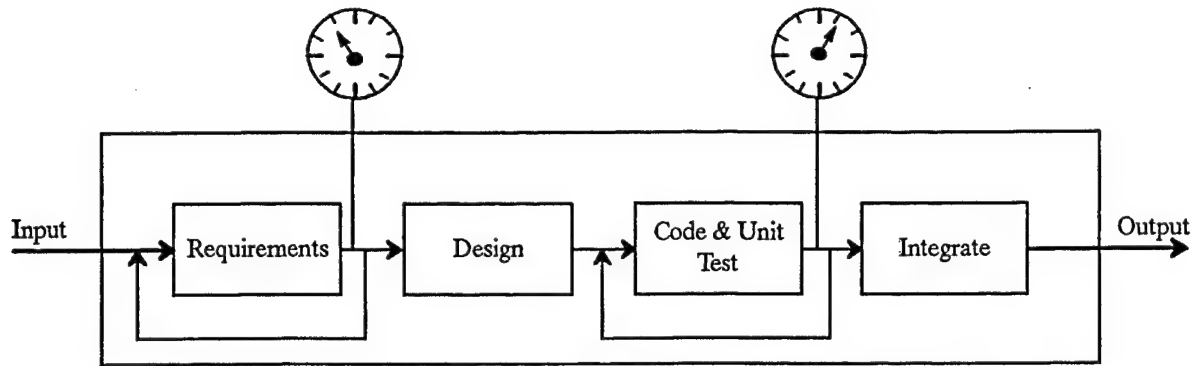 Input
Requirements
Design
Code & Unit
Test
Integrate
Output